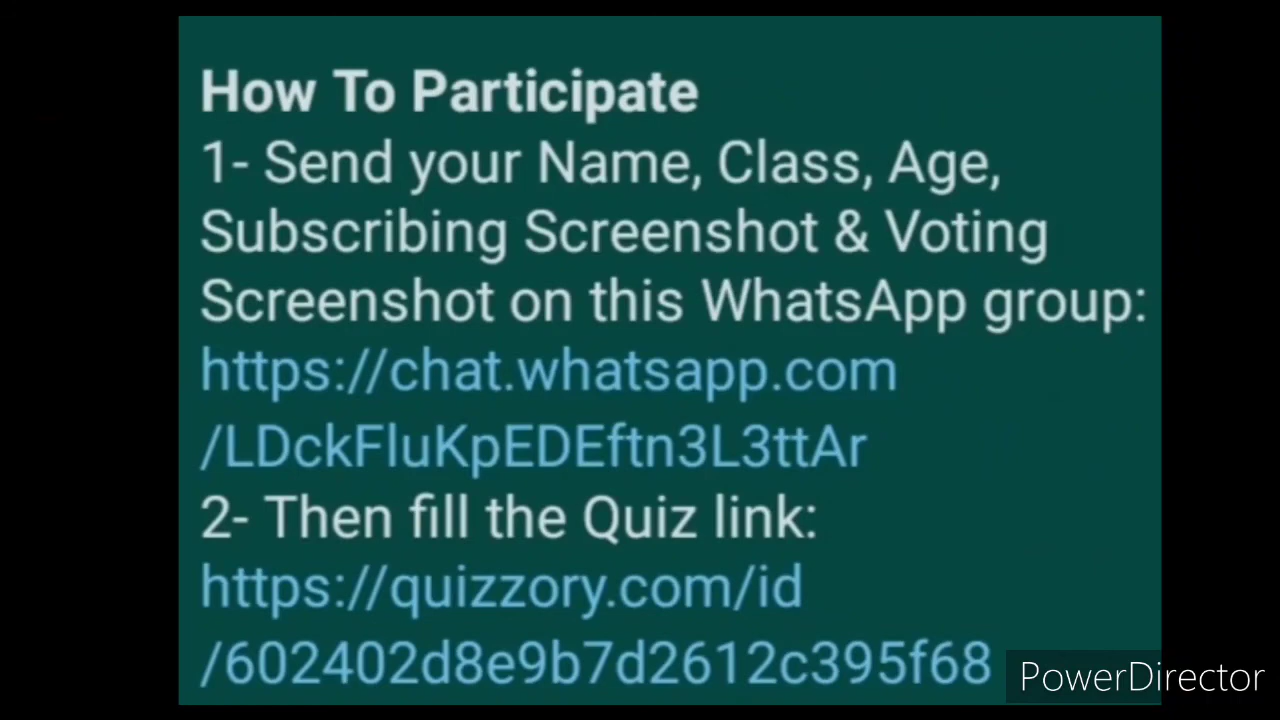 How To Participate
1- Send your Name, Class, Age,
Subscribing Screenshot & Voting
Screenshot on this WhatsApp group:
https://chat.whatsapp.com
/LDckFluKpEDEftn3L3ttAr
2- Then fill the Quiz link:
https://quizzory.com/id
/602402d8e9b7d2612c395f68
PowerDirector